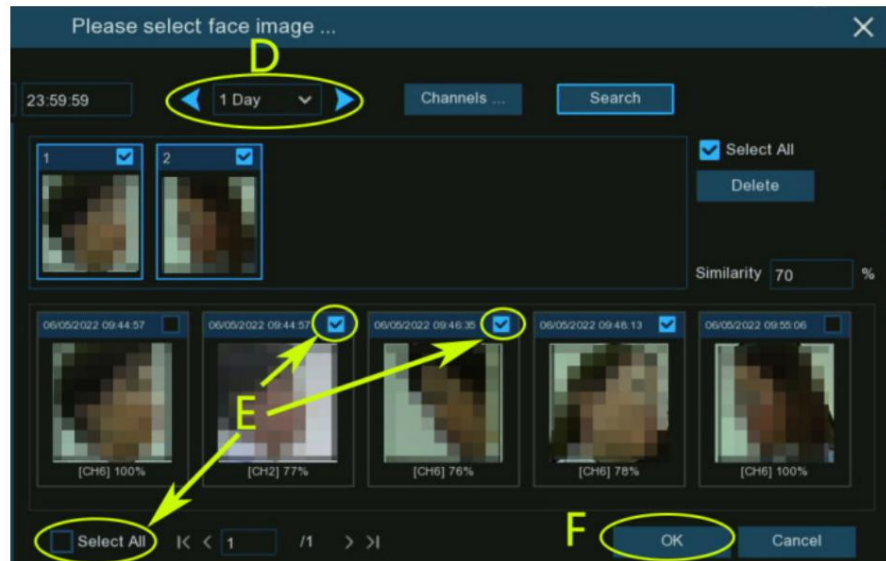 Please select face image ...
D
23:59:59 1 Day Channels ... Search
1 2 Select All
Delete
Similarity 70 %
06/05/2022 09:44:57 06/05/2022 09:44:57 06/05/2022 09:46:35 06/05/2022 09:46:13 06/05/2022 09:55:06
E
[CH6] 100% [CH2] 77% [CH6] 76% [CH6] 78% [CH6] 100%
Select All 1 /1 F OK Cancel